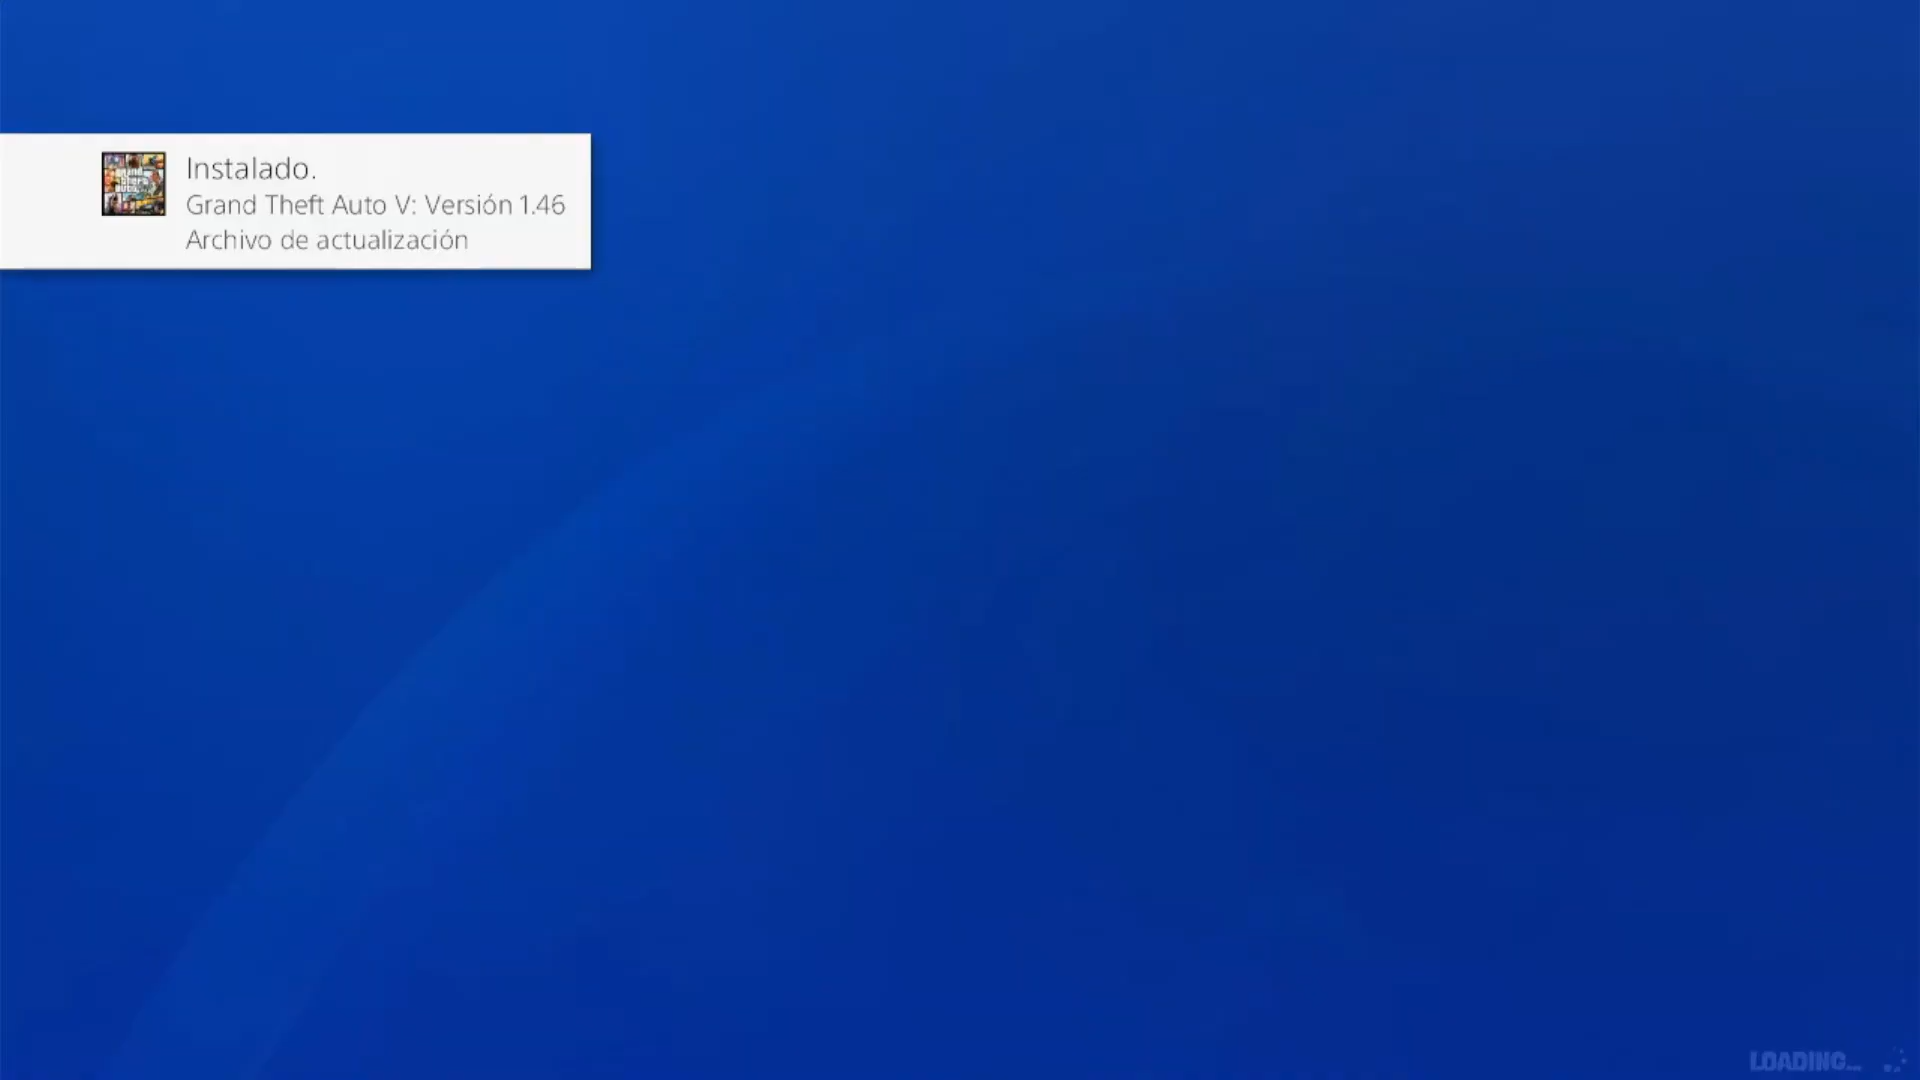 Instalado.
Grand Theft Auto V: Versión 1.46
Archivo de actualización
LOADING...